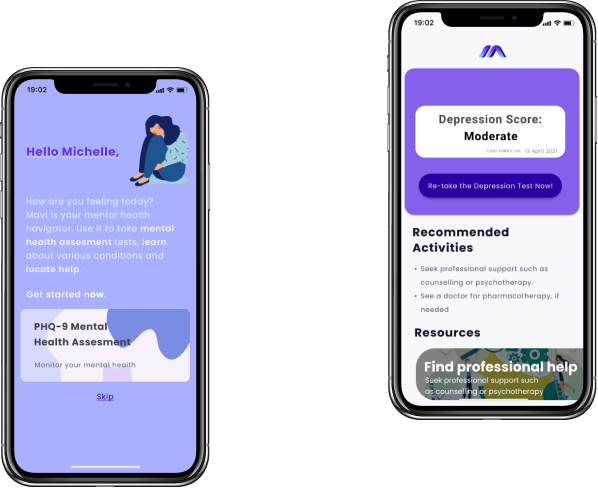 19:02
Hello Michelle,
How are you feeling today?
Mavi is your mental health
navigator. Use it to take mental
health assesment tests, learn
about various conditions and
locate help.
Get started now.
PHQ-9 Mental
Health Assesment
Monitor your mental health
Skip
19:02
Depression Score:
Moderate
Last taken on: 13 April 2021
Re-take the Depression Test Now!
Recommended
Activities
• Seek professional support such as
counselling or psychotherapy.
• See a doctor for pharmacotherapy, if
needed
Resources
Find professional help
Seek professional support such
as counselling or psychotherapy